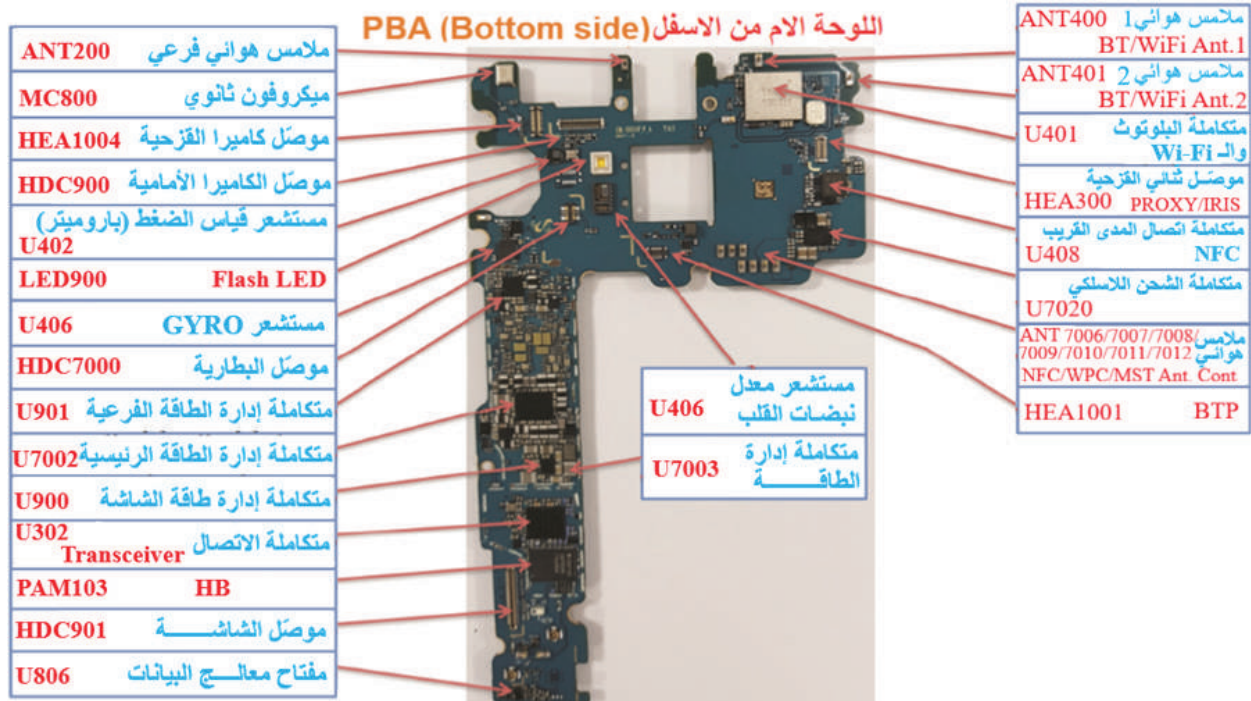 PBA (Bottom side) اللوحة الام من الاسفل
ANT200 ملامس هوائي فرعي
MC800 ميكروفون ثانوي
HEA1004 موصّل كاميرا القزحية
HDC900 موصّل الكاميرا الأمامية
مستشعر قياس الضغط (باروميتر)
U402
LED900 Flash LED
U406 مستشعر GYRO
HDC7000 موصّل البطارية
U901 متكاملة إدارة الطاقة الفرعية
U7002 متكاملة إدارة الطاقة الرئيسية
U900 متكاملة إدارة طاقة الشاشة
U302
متكاملة الاتصال Transceiver
PAM103 HB
HDC901 موصّل الشاشـــــة
U806 مفتاح معالـــج البيانات
مستشعر معدل
U406 نبضات القلب
متكاملة إدارة
U7003 الطاقـــــــة
ANT400 ملامس هوائي1
BT/WiFi Ant.1
ANT401 ملامس هوائي 2
BT/WiFi Ant.2
متكاملة البلوتوث
U401 والـ Wi-Fi
موصّـل ثنائي القزحية
HEA300 PROXY/IRIS
متكاملة اتصال المدى القريب
U408 NFC
متكاملة الشحن اللاسلكي
U7020
ANT 7006/7007/7008/ ملامس
7009/7010/7011/7012 هوائي
NFC/WPC/MST Ant. Cont
HEA1001 BTP